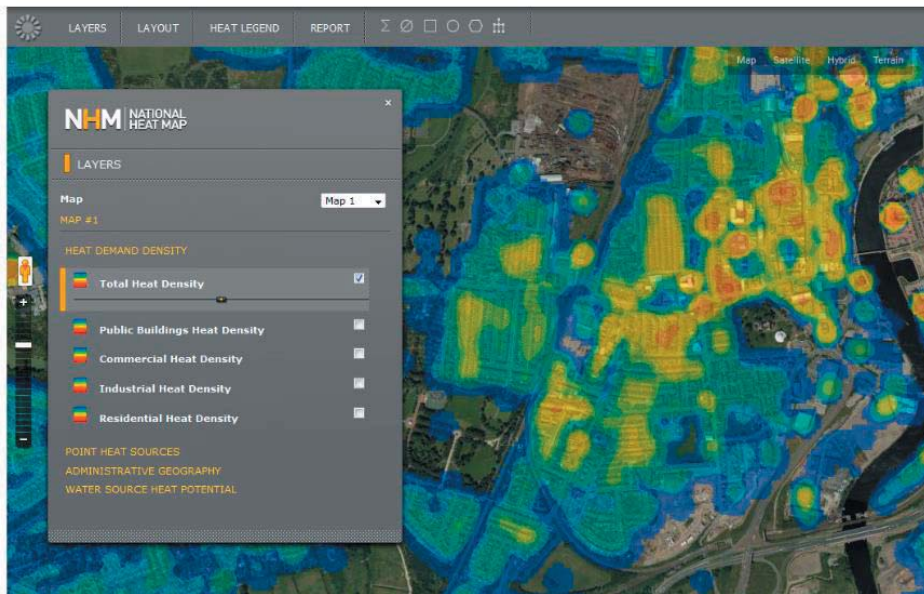 LAYERS LAYOUT HEAT LEGEND REPORT
Map Satellite Hybrid Terrain
NHM NATIONAL
HEAT MAP
×
LAYERS
Map
Map 1
MAP #1
HEAT DEMAND DENSITY
Total Heat Density
Public Buildings Heat Density
Commercial Heat Density
Industrial Heat Density
Residential Heat Density
POINT HEAT SOURCES
ADMINISTRATIVE GEOGRAPHY
WATER SOURCE HEAT POTENTIAL